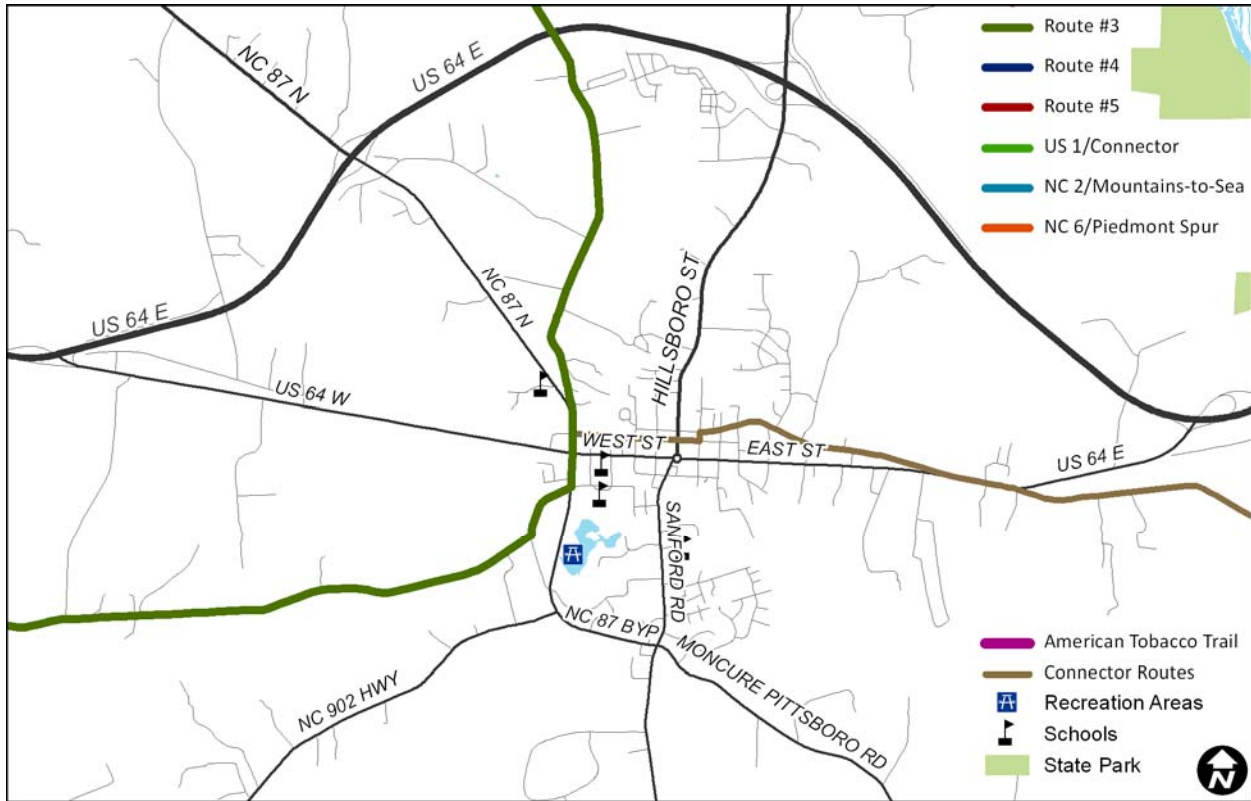 Route #3
Route #4
Route #5
US 1/Connector
NC 2/Mountains-to-Sea
NC 6/Piedmont Spur
NC 87 N
US 64 E
US 64 E
NC 87 N
HILLSBORO ST
US 64 W
WEST ST
EAST ST
US 64 E
SANFORD RD
NC 87 BYP
MONCURE PITTSBORO RD
NC 902 HWY
American Tobacco Trail
Connector Routes
Recreation Areas
Schools
State Park
N